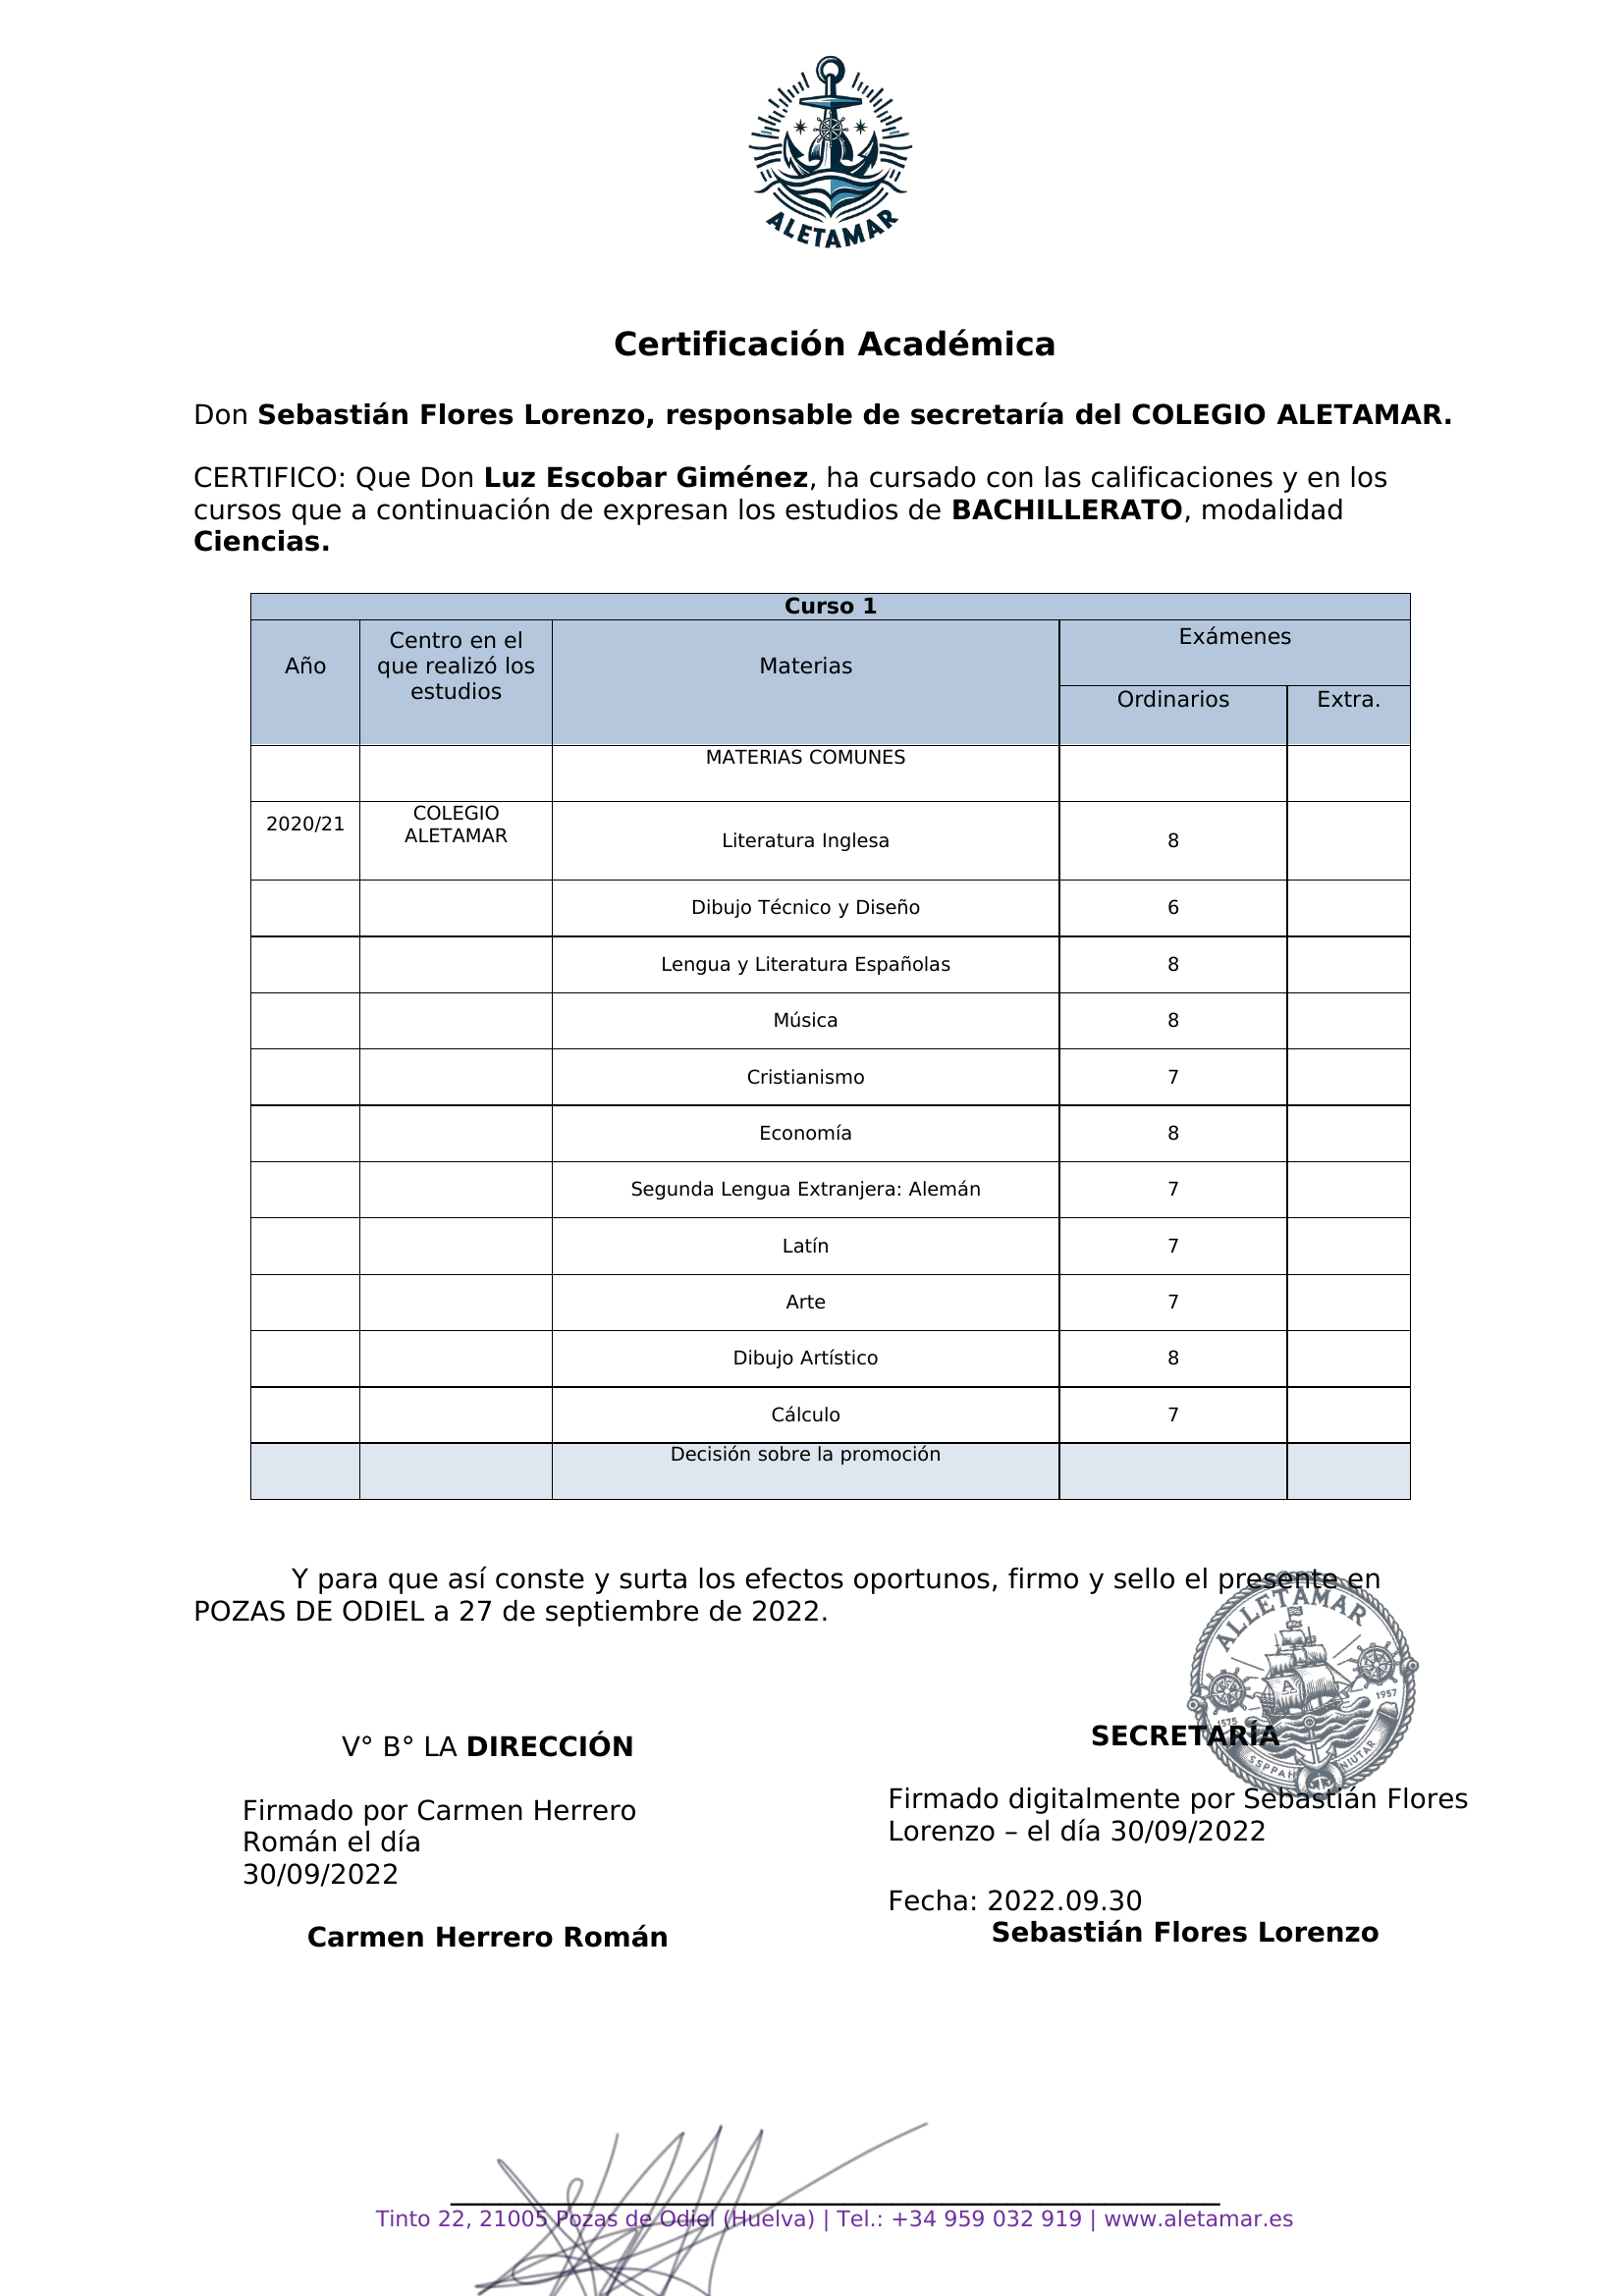 ALETAMAR
Certificación Académica
Don Sebastián Flores Lorenzo, responsable de secretaría del COLEGIO ALETAMAR.
CERTIFICO: Que Don Luz Escobar Giménez, ha cursado con las calificaciones y en los
cursos que a continuación de expresan los estudios de BACHILLERATO, modalidad
Ciencias.
Curso 1
Año
Centro en el
que realizó los
estudios
Materias
Exámenes
Ordinarios Extra.
MATERIAS COMUNES
2020/21
COLEGIO
ALETAMAR
Literatura Inglesa 8
Dibujo Técnico y Diseño 6
Lengua y Literatura Españolas 8
Música 8
Cristianismo 7
Economía 8
Segunda Lengua Extranjera: Alemán 7
Latín 7
Arte 7
Dibujo Artístico 8
Cálculo 7
Decisión sobre la promoción
Y para que así conste y surta los efectos oportunos, firmo y sello el presente en
POZAS DE ODIEL a 27 de septiembre de 2022.
ALLETAMAR
A
1575
1957
SSPPAH
NIUTAR
V° B° LA DIRECCIÓN
Firmado por Carmen Herrero
Román el día
30/09/2022
Carmen Herrero Román
SECRETARÍA
Firmado digitalmente por Sebastián Flores
Lorenzo – el día 30/09/2022
Fecha: 2022.09.30
Sebastián Flores Lorenzo
Tinto 22, 21005 Pozas de Odiel (Huelva) | Tel.: +34 959 032 919 | www.aletamar.es